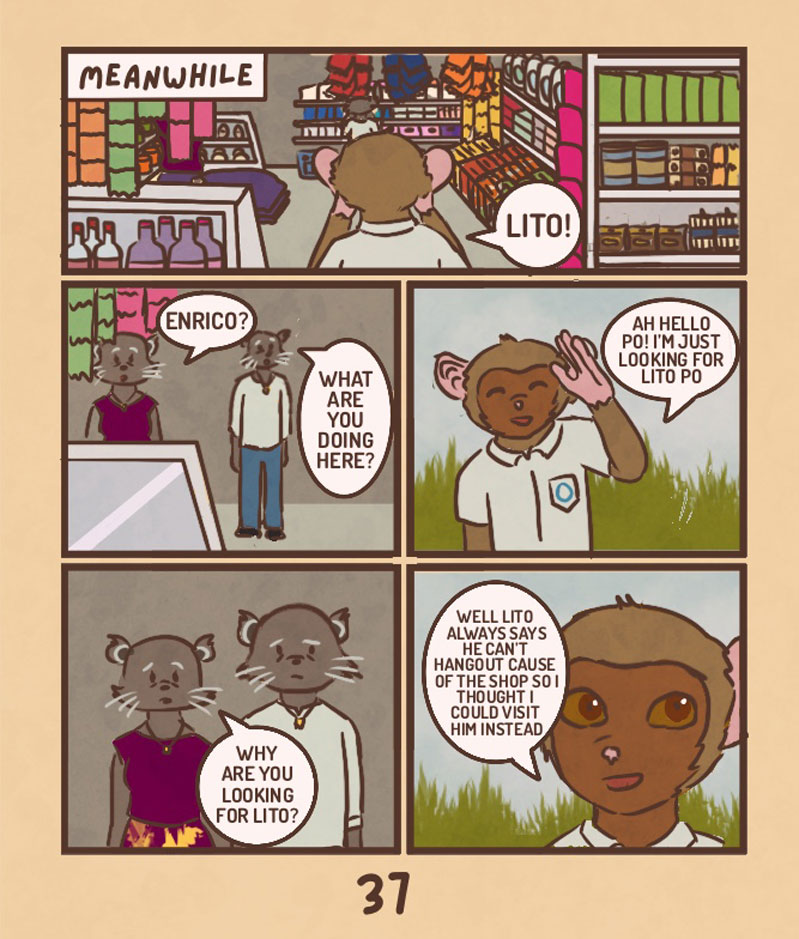 MEANWHILE
LITO!
ENRICO?
WHAT
ARE
YOU
DOING
HERE?
AH HELLO
PO! I'M JUST
LOOKING FOR
LITO PO
WHY
ARE YOU
LOOKING
FOR LITO?
WELL LITO
ALWAYS SAYS
HE CAN'T
HANGOUT CAUSE
OF THE SHOP SO I
THOUGHT I
COULD VISIT
HIM INSTEAD
37